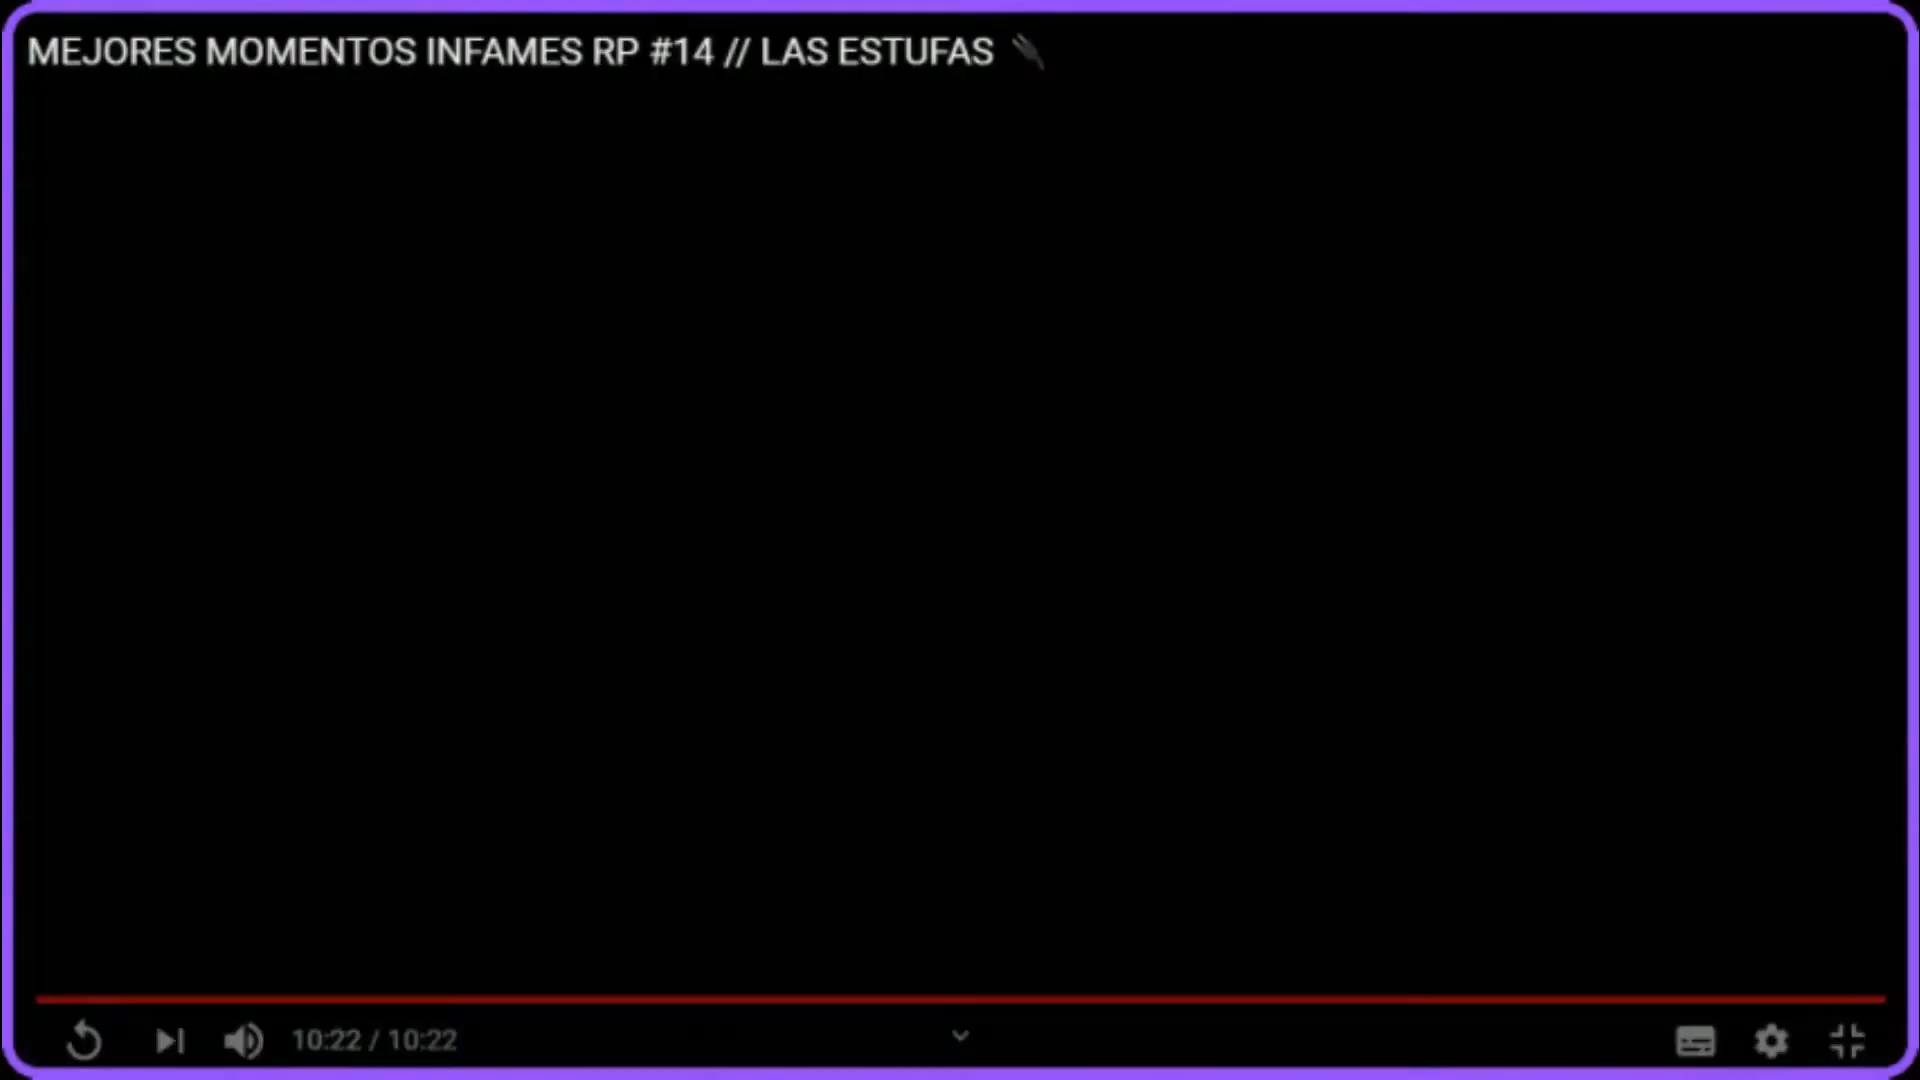 MEJORES MOMENTOS INFAMES RP #14 // LAS ESTUFAS 🔌
10:22 / 10:22